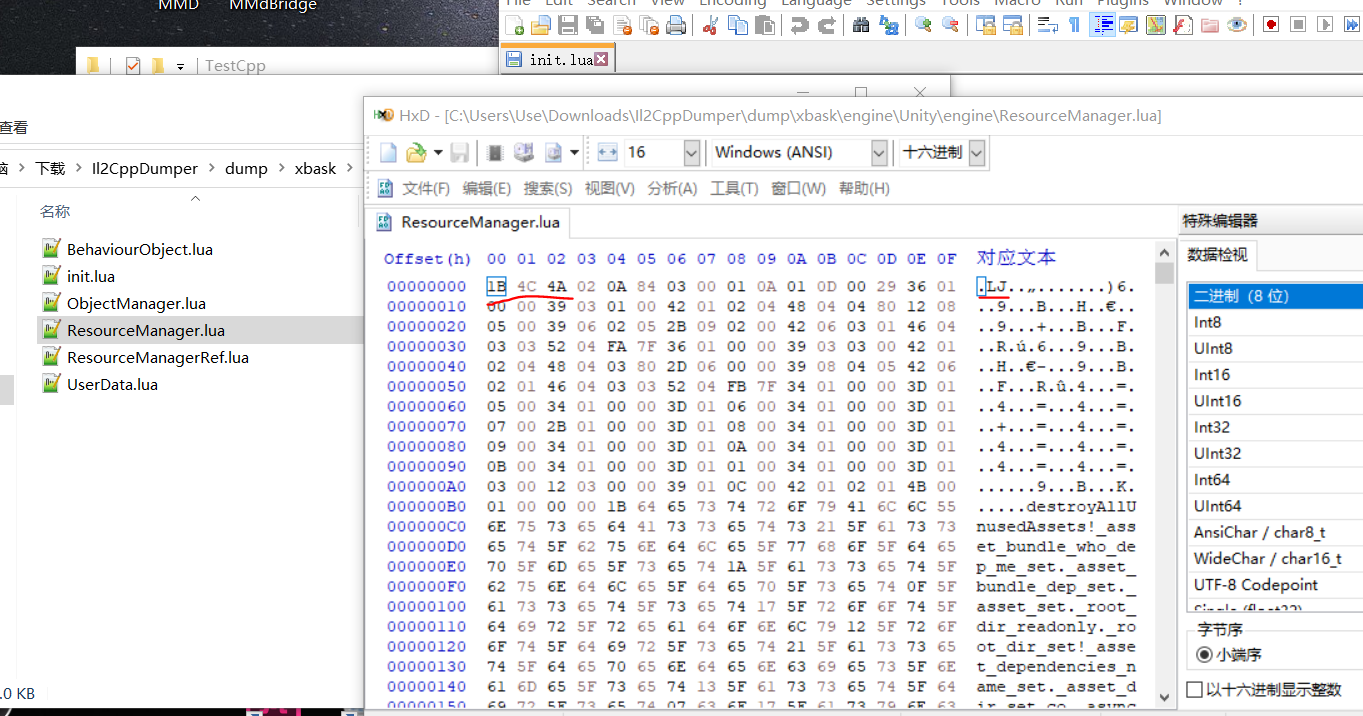 MMD MMdBridge
File Edit Search View Encoding Language Settings Tools Macro Run Plugins Window ?
TestCpp
init.lua
查看
HxD - [C:\Users\Use\Downloads\Il2CppDumper\dump\xbask\engine\Unity\engine\ResourceManager.lua]
16 Windows (ANSI) 十六进制
下载 Il2CppDumper dump xbask
文件(F) 编辑(E) 搜索(S) 视图(V) 分析(A) 工具(T) 窗口(W) 帮助(H)
名称
BehaviourObject.lua
init.lua
ObjectManager.lua
ResourceManager.lua
ResourceManagerRef.lua
UserData.lua
.0 KB
ResourceManager.lua
Offset(h) 00 01 02 03 04 05 06 07 08 09 0A 0B 0C 0D 0E 0F 对应文本
00000000 1B 4C 4A 02 0A 84 03 00 01 0A 01 0D 00 29 36 01 .LJ..„.......)6.
00000010 00 00 39 03 01 00 42 01 02 04 48 04 04 80 12 08 ..9...B...H..€..
00000020 05 00 39 06 02 05 2B 09 02 00 42 06 03 01 46 04 ..9...+...B...F.
00000030 03 03 52 04 FA 7F 36 01 00 00 39 03 03 00 42 01 ..R.ú.6...9...B.
00000040 02 04 48 04 03 80 2D 06 00 00 39 08 04 05 42 06 ..H..€-...9...B.
00000050 02 01 46 04 03 03 52 04 FB 7F 34 01 00 00 3D 01 ..F...R.û.4...=.
00000060 05 00 34 01 00 00 3D 01 06 00 34 01 00 00 3D 01 ..4...=...4...=.
00000070 07 00 2B 01 00 00 3D 01 08 00 34 01 00 00 3D 01 ..+...=...4...=.
00000080 09 00 34 01 00 00 3D 01 0A 00 34 01 00 00 3D 01 ..4...=...4...=.
00000090 0B 00 34 01 00 00 3D 01 01 00 34 01 00 00 3D 01 ..4...=...4...=.
000000A0 03 00 12 03 00 00 39 01 0C 00 42 01 02 01 4B 00 ......9...B...K.
000000B0 01 00 00 00 1B 64 65 73 74 72 6F 79 41 6C 6C 55 .....destroyAllU
000000C0 6E 75 73 65 64 41 73 73 65 74 73 21 5F 61 73 73 nusedAssets!_ass
000000D0 65 74 5F 62 75 6E 64 6C 65 5F 77 68 6F 5F 64 65 et_bundle_who_de
000000E0 70 5F 6D 65 5F 73 65 74 1A 5F 61 73 73 65 74 5F p_me_set._asset_
000000F0 62 75 6E 64 6C 65 5F 64 65 70 5F 73 65 74 0F 5F bundle_dep_set._
00000100 61 73 73 65 74 5F 73 65 74 17 5F 72 6F 6F 74 5F asset_set._root_
00000110 64 69 72 5F 72 65 61 64 6F 6E 6C 79 12 5F 72 6F dir_readonly._ro
00000120 6F 74 5F 64 69 72 5F 73 65 74 21 5F 61 73 73 65 ot_dir_set!_asse
00000130 74 5F 64 65 70 65 6E 64 65 6E 63 69 65 73 5F 6E t_dependencies_n
00000140 61 6D 65 5F 73 65 74 13 5F 61 73 73 65 74 5F 64 ame_set._asset_d
00000150 69 72 5F 73 65 74 07 63 6F 17 5F 61 73 79 6E 63 ir_set.co._async
特殊编辑器
数据检视
二进制 (8 位)
Int8
UInt8
Int16
UInt16
Int32
UInt32
Int64
UInt64
AnsiChar / char8_t
WideChar / char16_t
UTF-8 Codepoint
Single (float32)
字节序
小端序
以十六进制显示整数